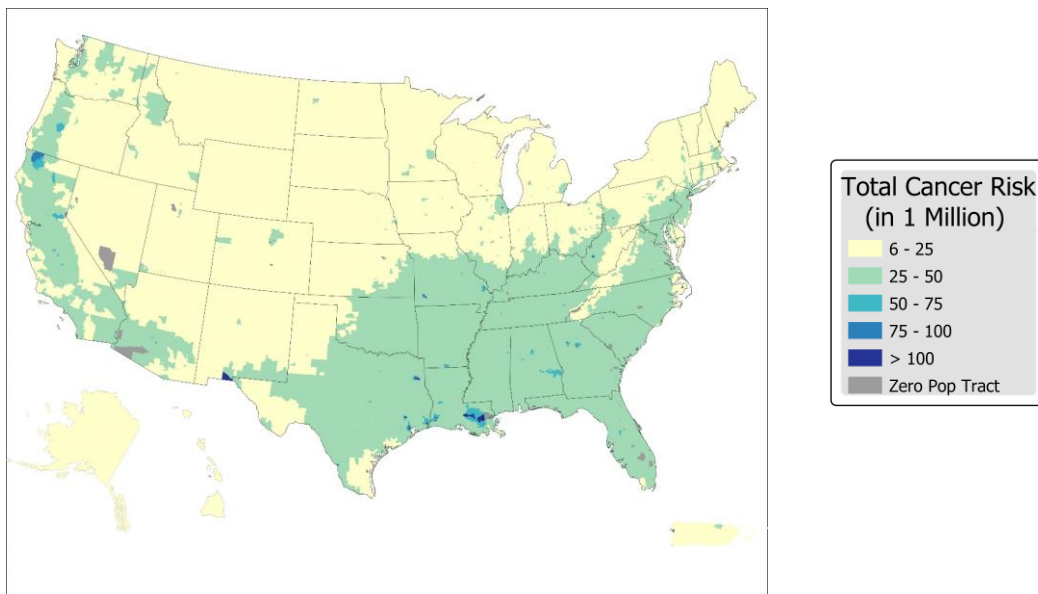 Total Cancer Risk
(in 1 Million)
6 - 25
25 - 50
50 - 75
75 - 100
> 100
Zero Pop Tract